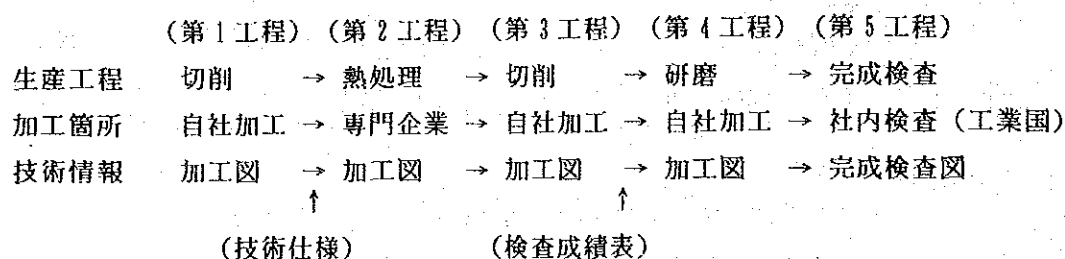 (第1工程) (第2工程) (第3工程) (第4工程) (第5工程)
生産工程 切削 → 熱処理 → 切削 → 研磨 → 完成検査
加工箇所 自社加工 → 専門企業 → 自社加工 → 自社加工 → 社内検査 (工業国)
技術情報 加工図 → 加工図 → 加工図 → 加工図 → 完成検査図
↑ ↑
(技術仕様) (検査成績表)